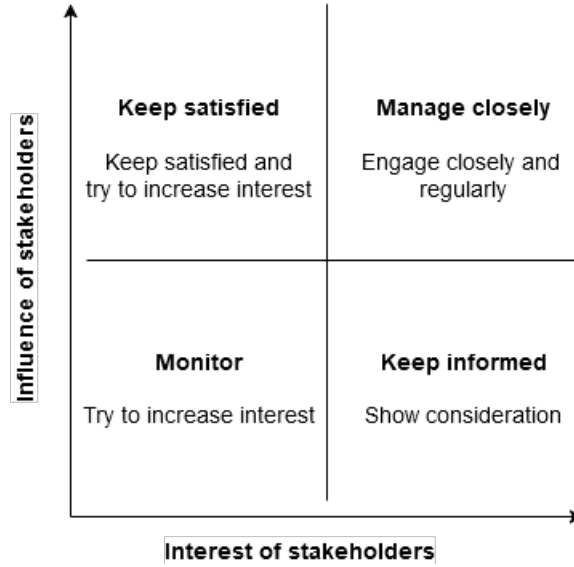 Influence of stakeholders
Keep satisfied
Keep satisfied and
try to increase interest
Manage closely
Engage closely and
regularly
Monitor
Try to increase interest
Keep informed
Show consideration
Interest of stakeholders